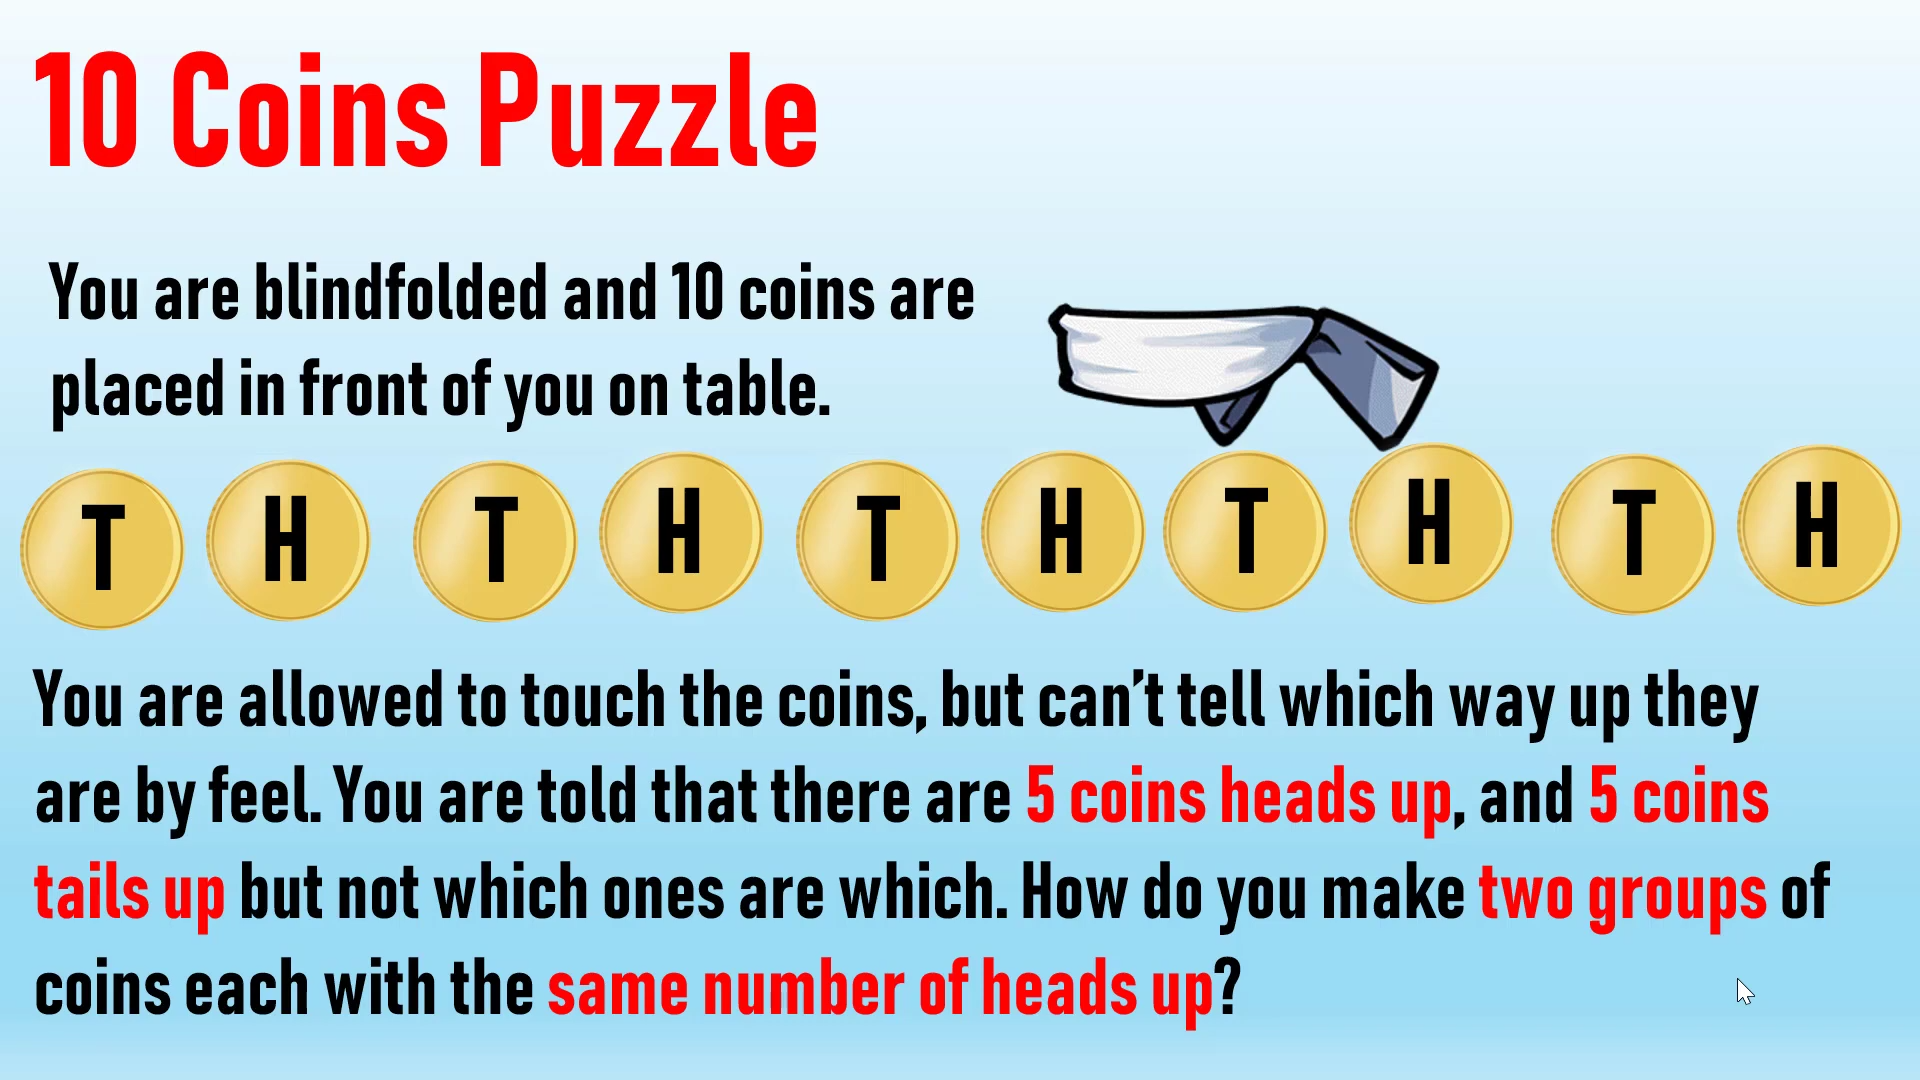 10 Coins Puzzle
You are blindfolded and 10 coins are
placed in front of you on table.
T H T H T H T H T H
You are allowed to touch the coins, but can’t tell which way up they
are by feel. You are told that there are 5 coins heads up, and 5 coins
tails up but not which ones are which. How do you make two groups of
coins each with the same number of heads up?